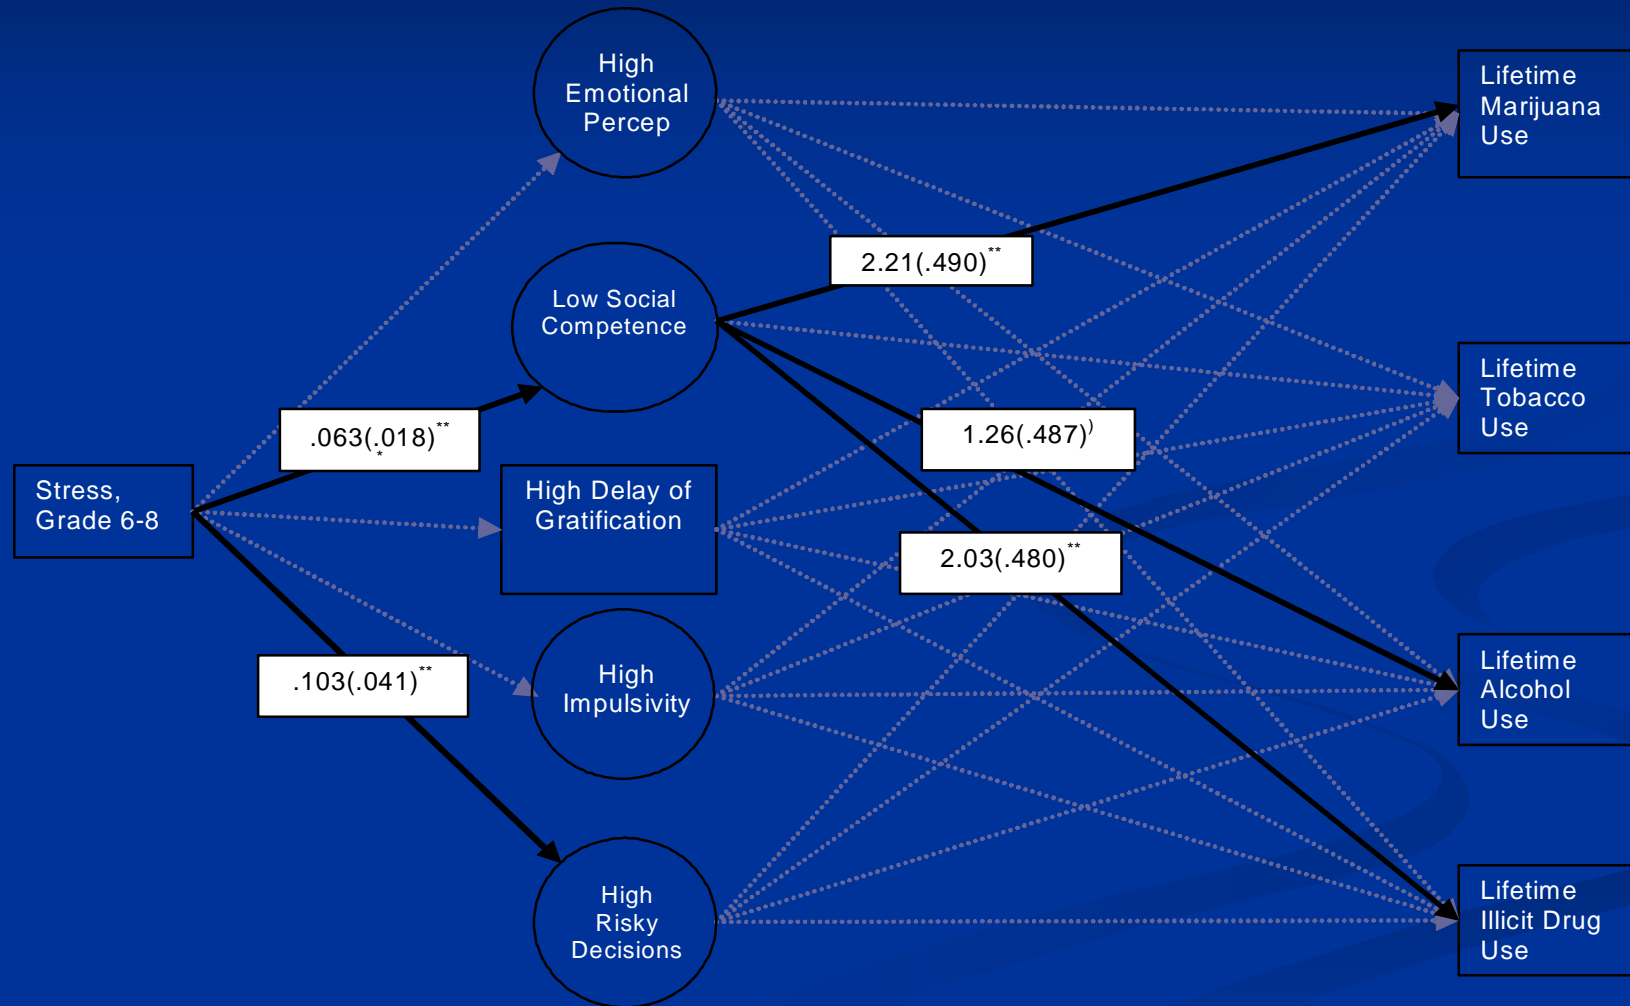 High
Emotional
Percep
Lifetime
Marijuana
Use
2.21(.490)**
Low Social
Competence
Lifetime
Tobacco
Use
.063(.018)**
*
1.26(.487))
Stress,
Grade 6-8
High Delay of
Gratification
2.03(.480)**
.103(.041)**
High
Impulsivity
Lifetime
Alcohol
Use
High
Risky
Decisions
Lifetime
Illicit Drug
Use